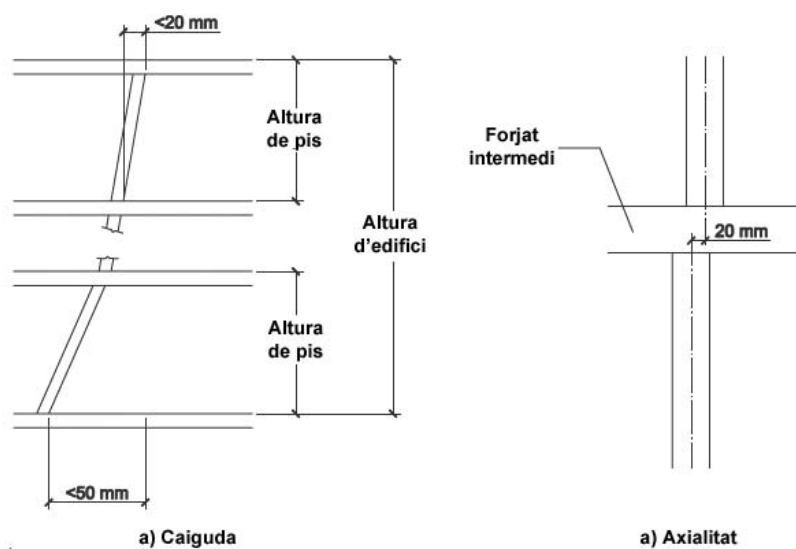 <20 mm
Altura
de pis
Altura
d'edifici
Altura
de pis
<50 mm
a) Caiguda
Forjat
intermedi
20 mm
a) Axialitat